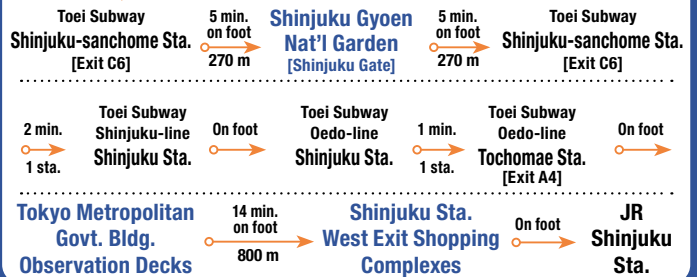 Toei Subway
Shinjuku-sanchome Sta.
[Exit C6]
5 min.
on foot
270 m
Shinjuku Gyoen
Nat'l Garden
[Shinjuku Gate]
5 min.
on foot
270 m
Toei Subway
Shinjuku-sanchome Sta.
[Exit C6]
2 min.
1 sta.
Toei Subway
Shinjuku-line
Shinjuku Sta.
On foot
Toei Subway
Oedo-line
Shinjuku Sta.
1 min.
1 sta.
Toei Subway
Oedo-line
Tochomae Sta.
[Exit A4]
On foot
Tokyo Metropolitan
Govt. Bldg.
Observation Decks
14 min.
on foot
800 m
Shinjuku Sta.
West Exit Shopping
Complexes
On foot
JR
Shinjuku
Sta.